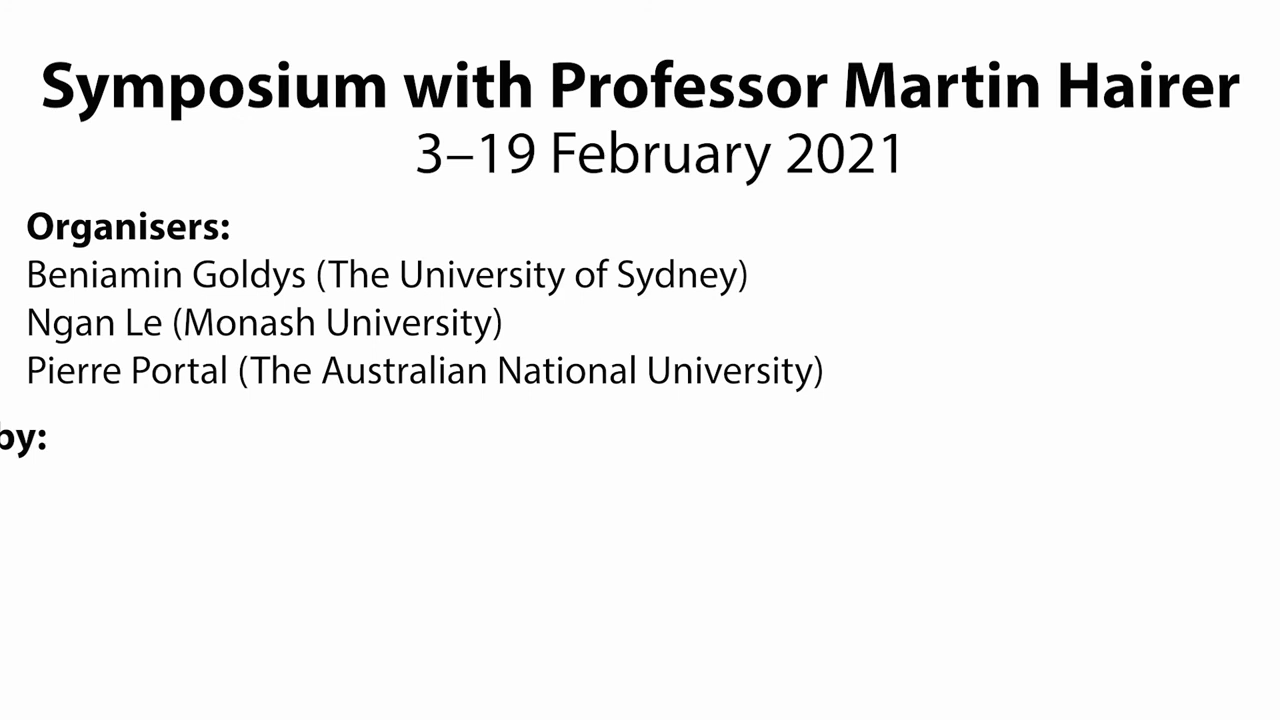 Symposium with Professor Martin Hairer
3–19 February 2021
Organisers:
Beniamin Goldys (The University of Sydney)
Ngan Le (Monash University)
Pierre Portal (The Australian National University)
by: